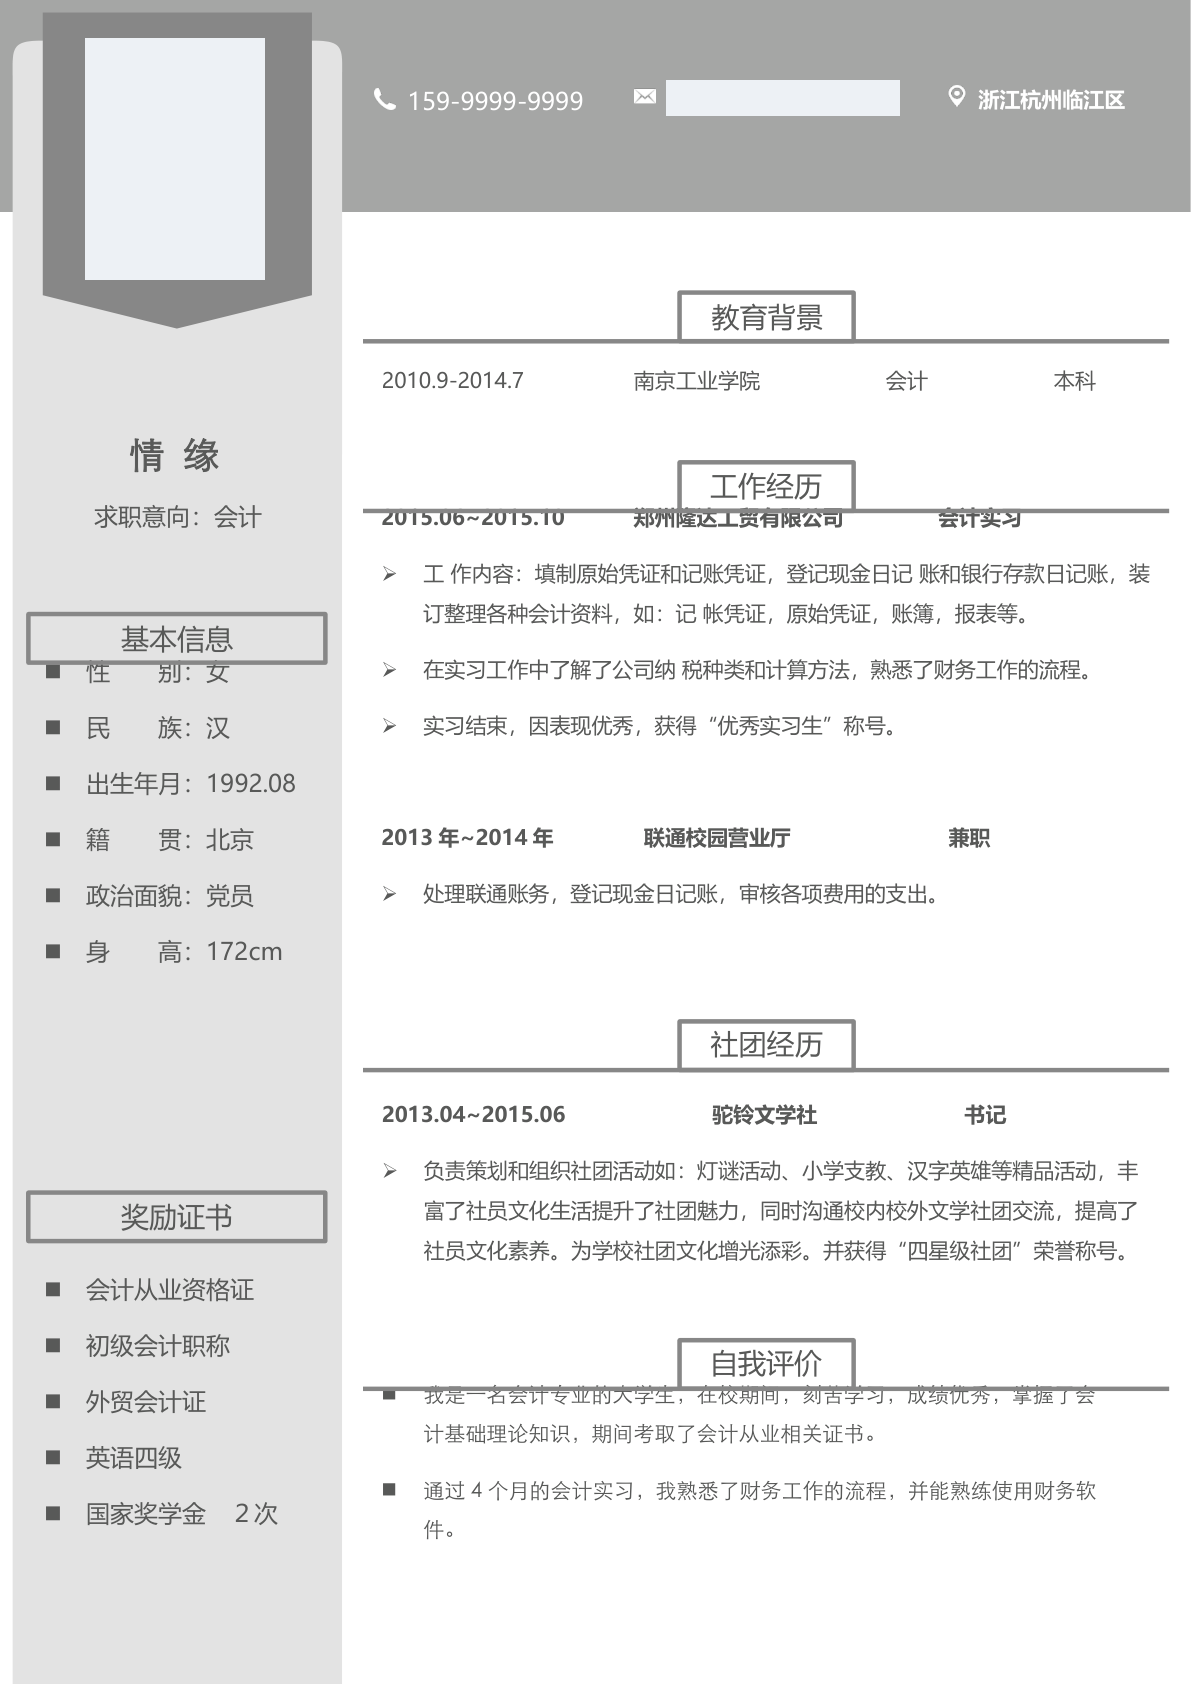 159-9999-9999
浙江杭州临江区
情 缘
求职意向：会计
基本信息
性 别：女
民 族：汉
出生年月：1992.08
籍 贯：北京
政治面貌：党员
身 高：172cm
奖励证书
会计从业资格证
初级会计职称
外贸会计证
英语四级
国家奖学金 2次
教育背景
2010.9-2014.7 南京工业学院 会计 本科
工作经历
2015.06~2015.10 郑州隆达工贸有限公司 会计实习
工 作内容：填制原始凭证和记账凭证，登记现金日记 账和银行存款日记账，装
订整理各种会计资料，如：记 帐凭证，原始凭证，账簿，报表等。
在实习工作中了解了公司纳 税种类和计算方法，熟悉了财务工作的流程。
实习结束，因表现优秀，获得“优秀实习生”称号。
2013 年~2014 年 联通校园营业厅 兼职
处理联通账务，登记现金日记账，审核各项费用的支出。
社团经历
2013.04~2015.06 驼铃文学社 书记
负责策划和组织社团活动如：灯谜活动、小学支教、汉字英雄等精品活动，丰
富了社员文化生活提升了社团魅力，同时沟通校内校外文学社团交流，提高了
社员文化素养。为学校社团文化增光添彩。并获得“四星级社团”荣誉称号。
自我评价
我是一名会计专业的大学生，在校期间，刻苦学习，成绩优秀，掌握了会
计基础理论知识，期间考取了会计从业相关证书。
通过 4 个月的会计实习，我熟悉了财务工作的流程，并能熟练使用财务软
件。